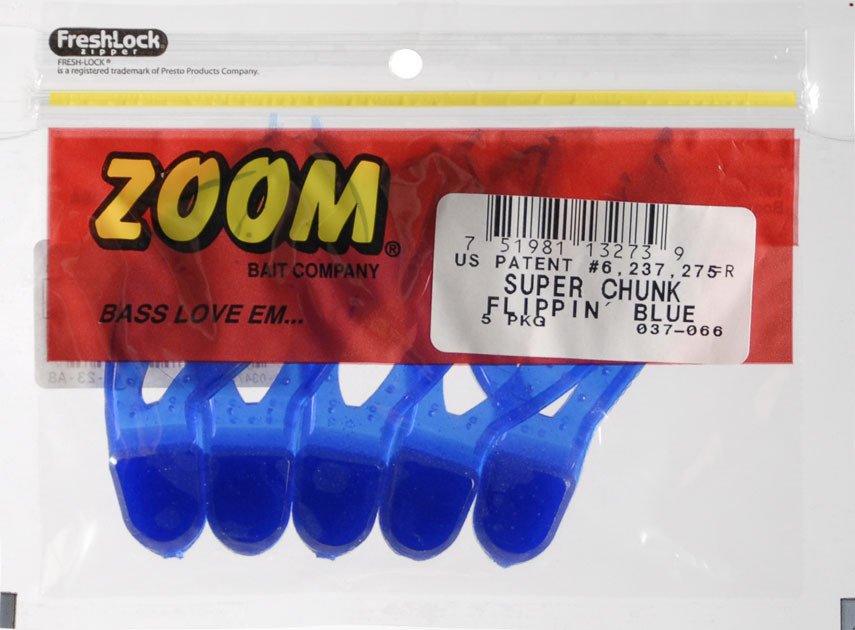 FreshLock
zipper
FRESH-LOCK®
is a registered trademark of Presto Products Company.
ZOOM®
BAIT COMPANY
BASS LOVE EM...
7 51981 13273 9
US PATENT #6,237,275 R
SUPER CHUNK
FLIPPIN' BLUE
5 PKG
037-066